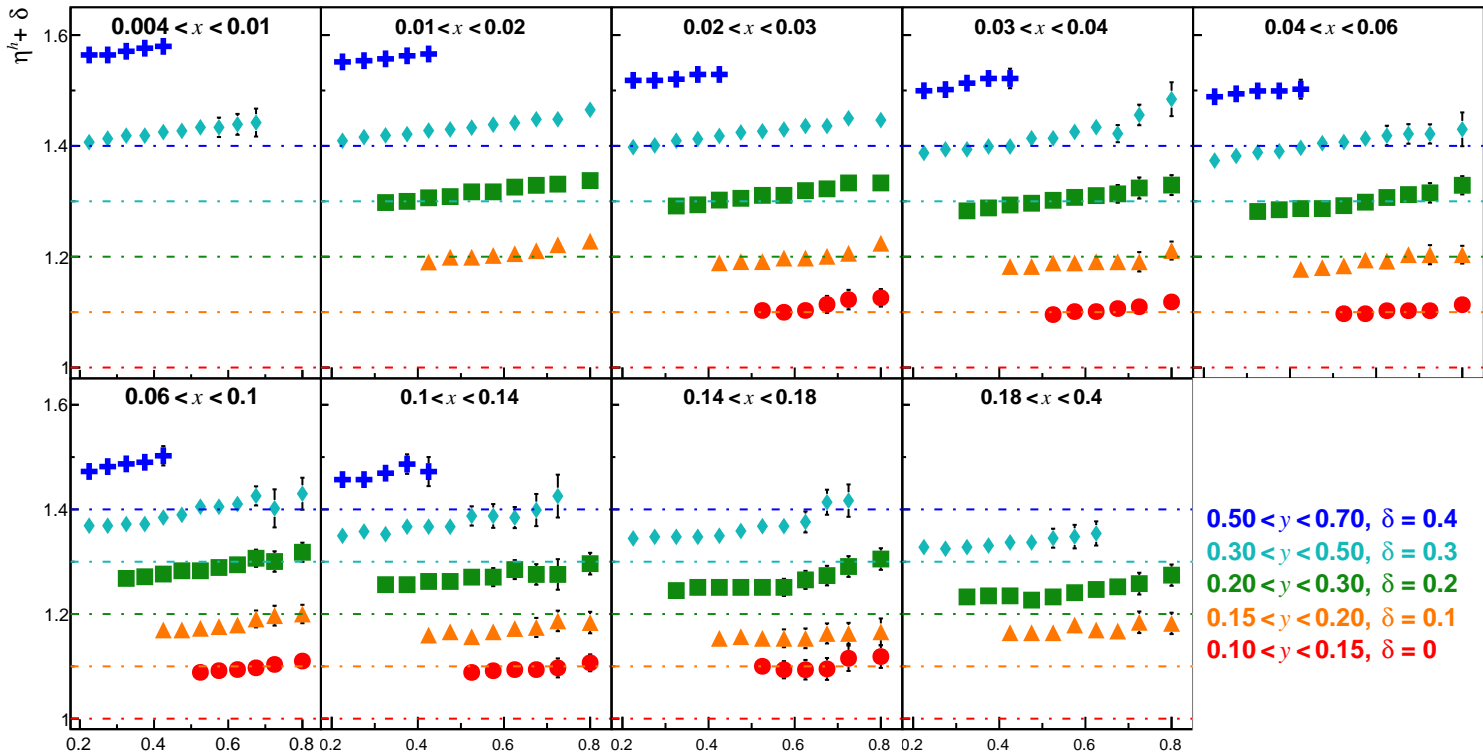 η^h + δ
0.004 < x < 0.01
0.01 < x < 0.02
0.02 < x < 0.03
0.03 < x < 0.04
0.04 < x < 0.06
1.6
1.4
1.2
1
0.06 < x < 0.1
0.1 < x < 0.14
0.14 < x < 0.18
0.18 < x < 0.4
1.6
1.4
1.2
1
0.50 < y < 0.70, δ = 0.4
0.30 < y < 0.50, δ = 0.3
0.20 < y < 0.30, δ = 0.2
0.15 < y < 0.20, δ = 0.1
0.10 < y < 0.15, δ = 0
0.2 0.4 0.6 0.8 0.2 0.4 0.6 0.8 0.2 0.4 0.6 0.8 0.2 0.4 0.6 0.8